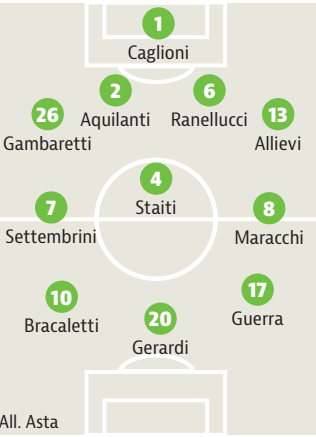 1
Caglioni
2
6
Aquilanti Ranellucci
26
13
Gambaretti
Allievi
4
Staiti
7
8
Settembrini
Maracchi
10
17
Bracaletti
Guerra
20
Gerardi
All. Asta